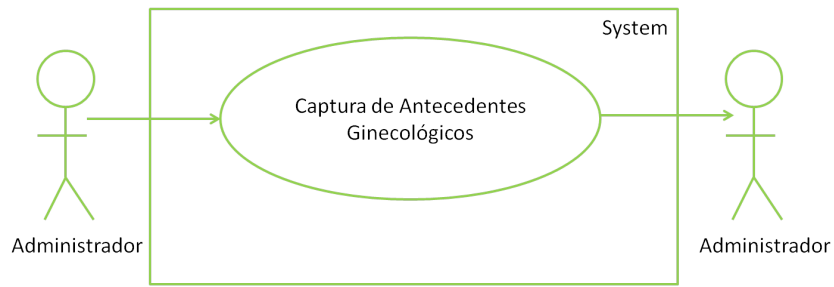 System
Captura de Antecedentes
Ginecológicos
Administrador
Administrador